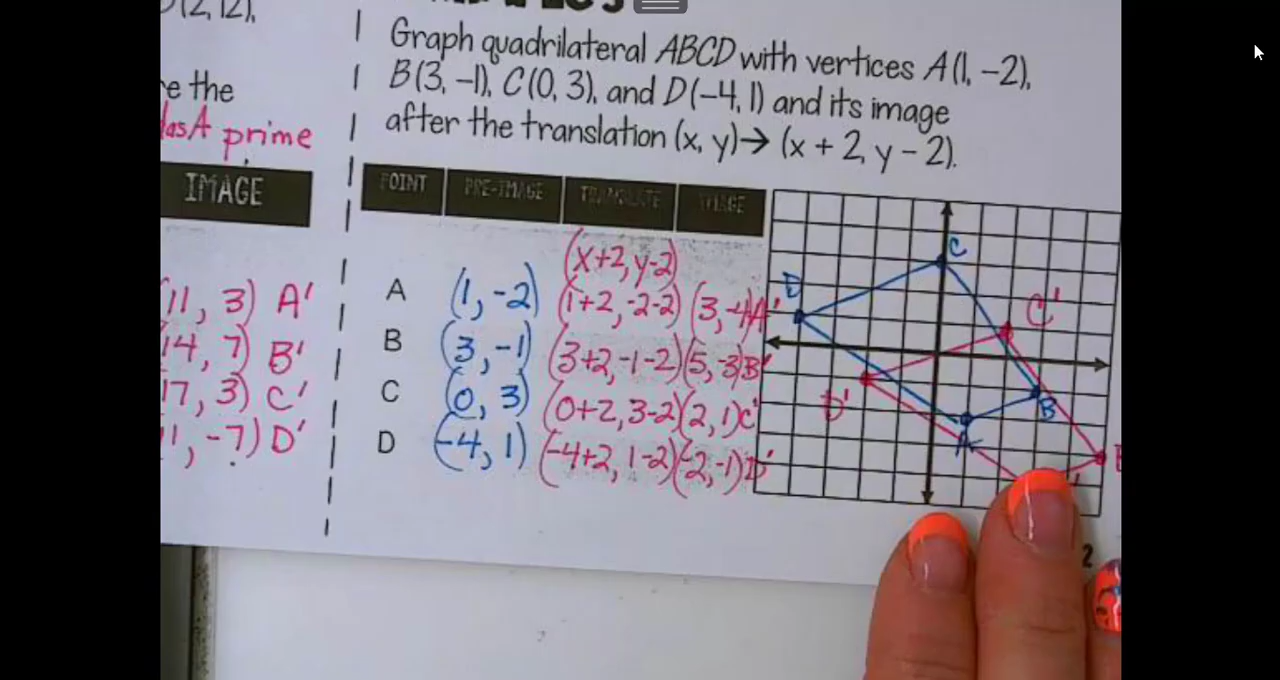 (2, 12),
Graph quadrilateral ABCD with vertices A(1, -2),
B(3, -1), C(0, 3), and D(-4, 1) and its image
after the translation (x, y)→ (x + 2, y - 2).
re the
prime
IMAGE
11, 3) A'
14, 7) B'
17, 3) C'
1, -7) D'
POINT PRE-IMAGE TRANSLATE IMAGE
(x+2, y-2)
A (1, -2) (1+2, -2-2) (3, -4)A'
B (3, -1) (3+2, -1-2) (5, -3)B'
C (0, 3) (0+2, 3-2) (2, 1)C'
D (-4, 1) (-4+2, 1-2) (-2, -1)D'
C
D
C'
D'
B
A
2